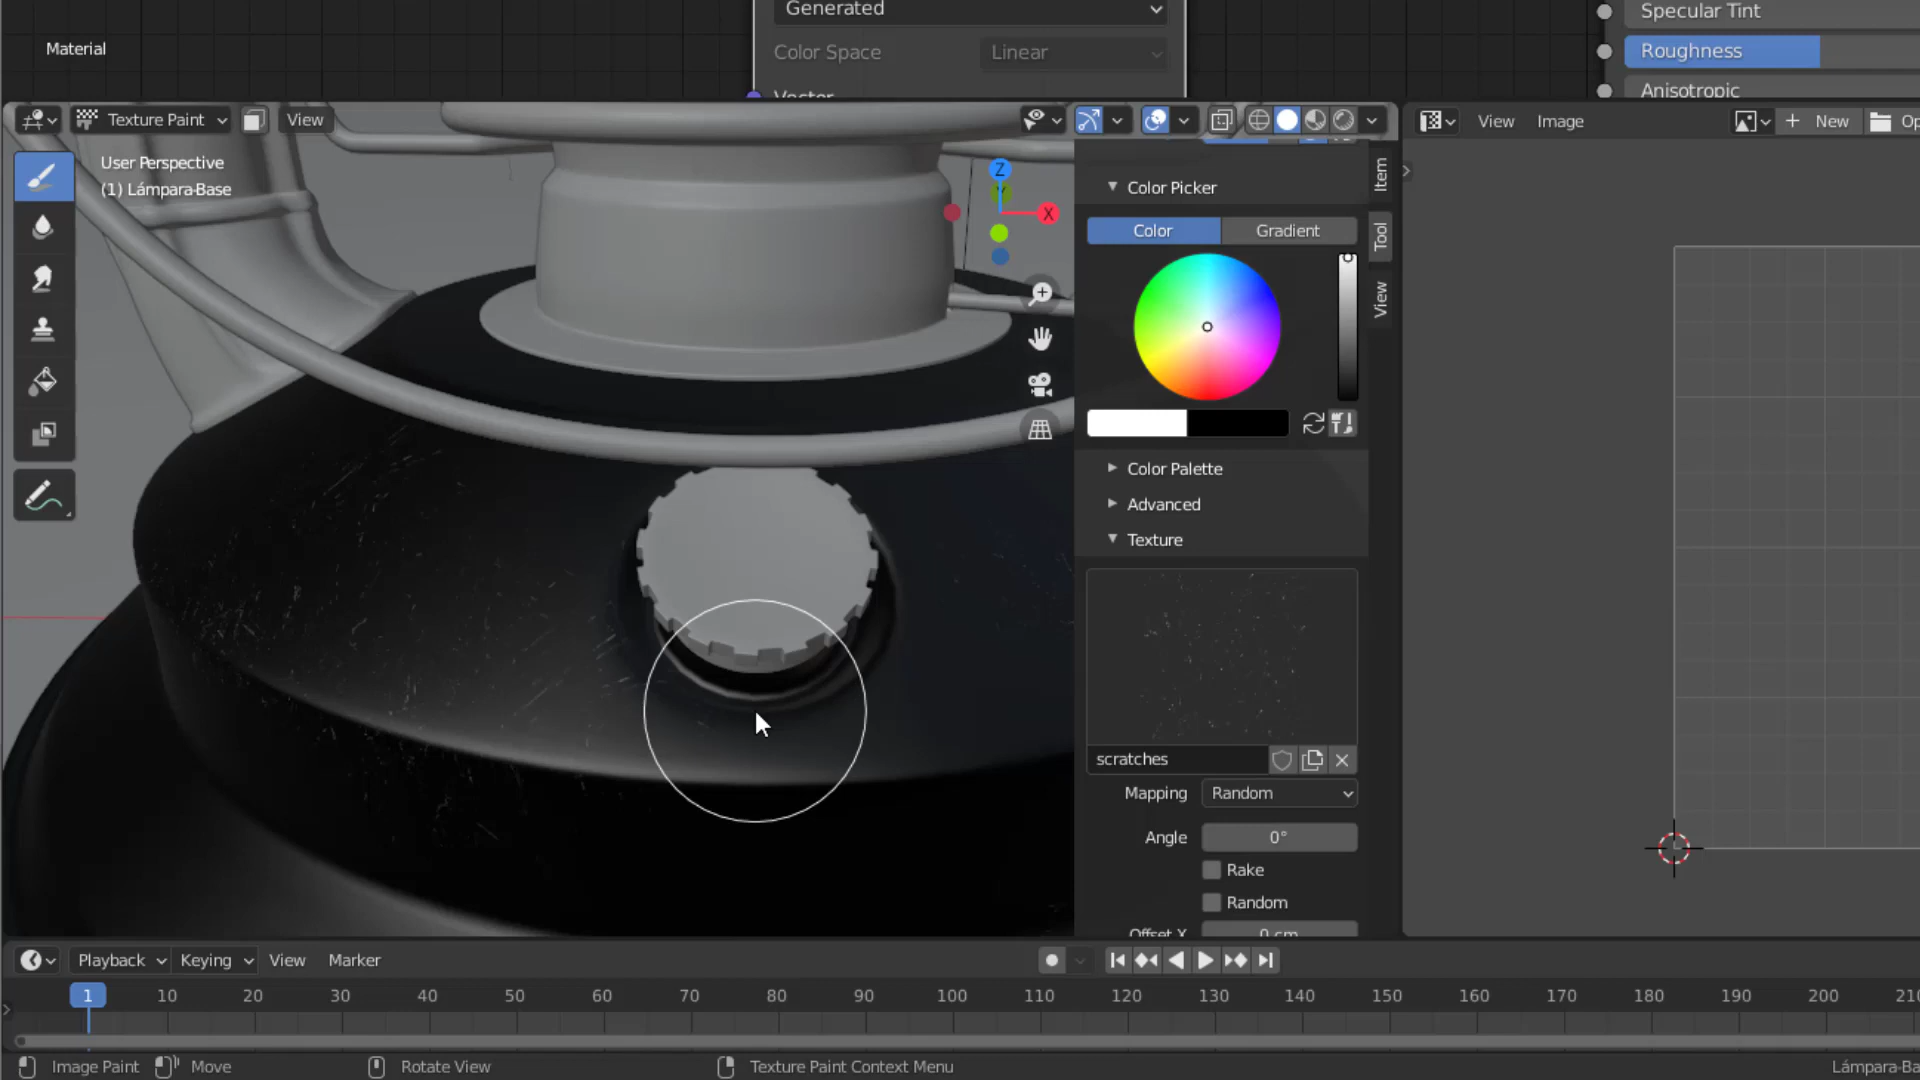 Generated
Specular Tint
Material
Color Space
Linear
Roughness
Vector
Anisotropic
Texture Paint
View
View
Image
New
User Perspective
(1) Lámpara-Base
Z
Y
X
Color Picker
Color
Gradient
Item
Tool
View
Color Palette
Advanced
Texture
scratches
Mapping
Random
Angle
0°
Rake
Random
Offset X
0 cm
Playback
Keying
View
Marker
1
10
20
30
40
50
60
70
80
90
100
110
120
130
140
150
160
170
180
190
200
Image Paint
Move
Rotate View
Texture Paint Context Menu